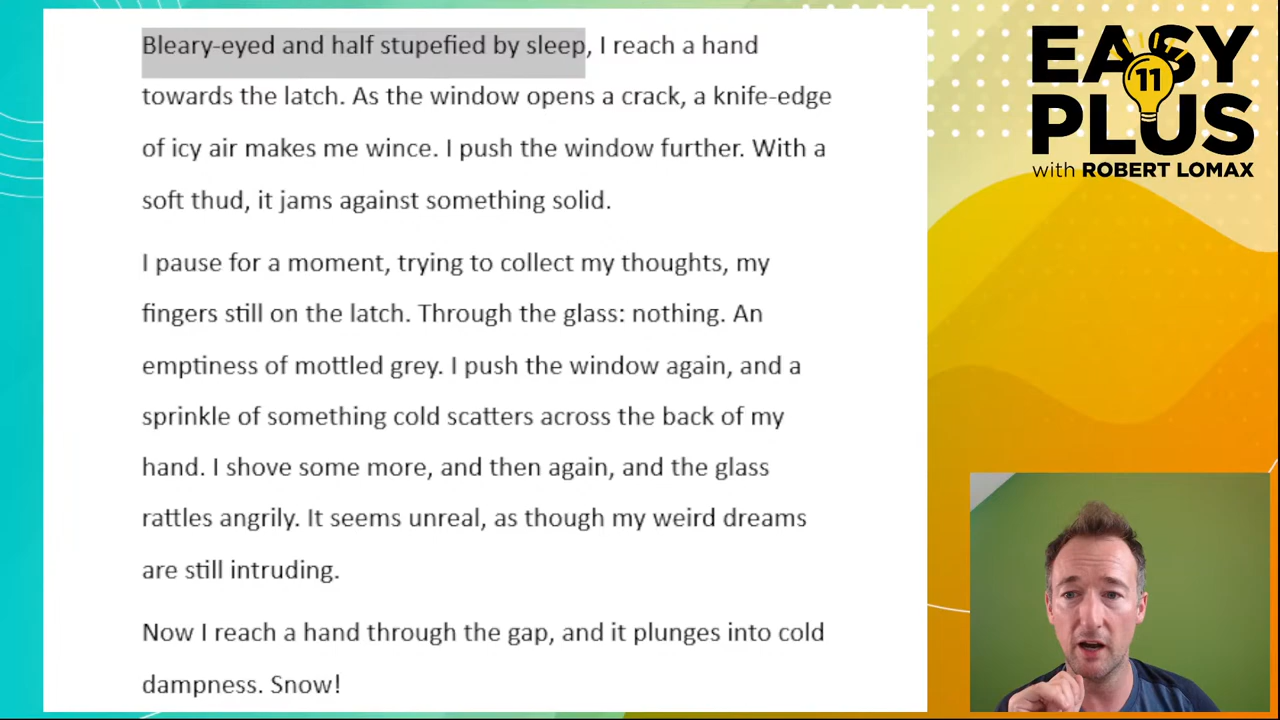 Bleary-eyed and half stupefied by sleep, I reach a hand
towards the latch. As the window opens a crack, a knife-edge
of icy air makes me wince. I push the window further. With a
soft thud, it jams against something solid.
I pause for a moment, trying to collect my thoughts, my
fingers still on the latch. Through the glass: nothing. An
emptiness of mottled grey. I push the window again, and a
sprinkle of something cold scatters across the back of my
hand. I shove some more, and then again, and the glass
rattles angrily. It seems unreal, as though my weird dreams
are still intruding.
Now I reach a hand through the gap, and it plunges into cold
dampness. Snow!
EASY
11
PLUS
with ROBERT LOMAX